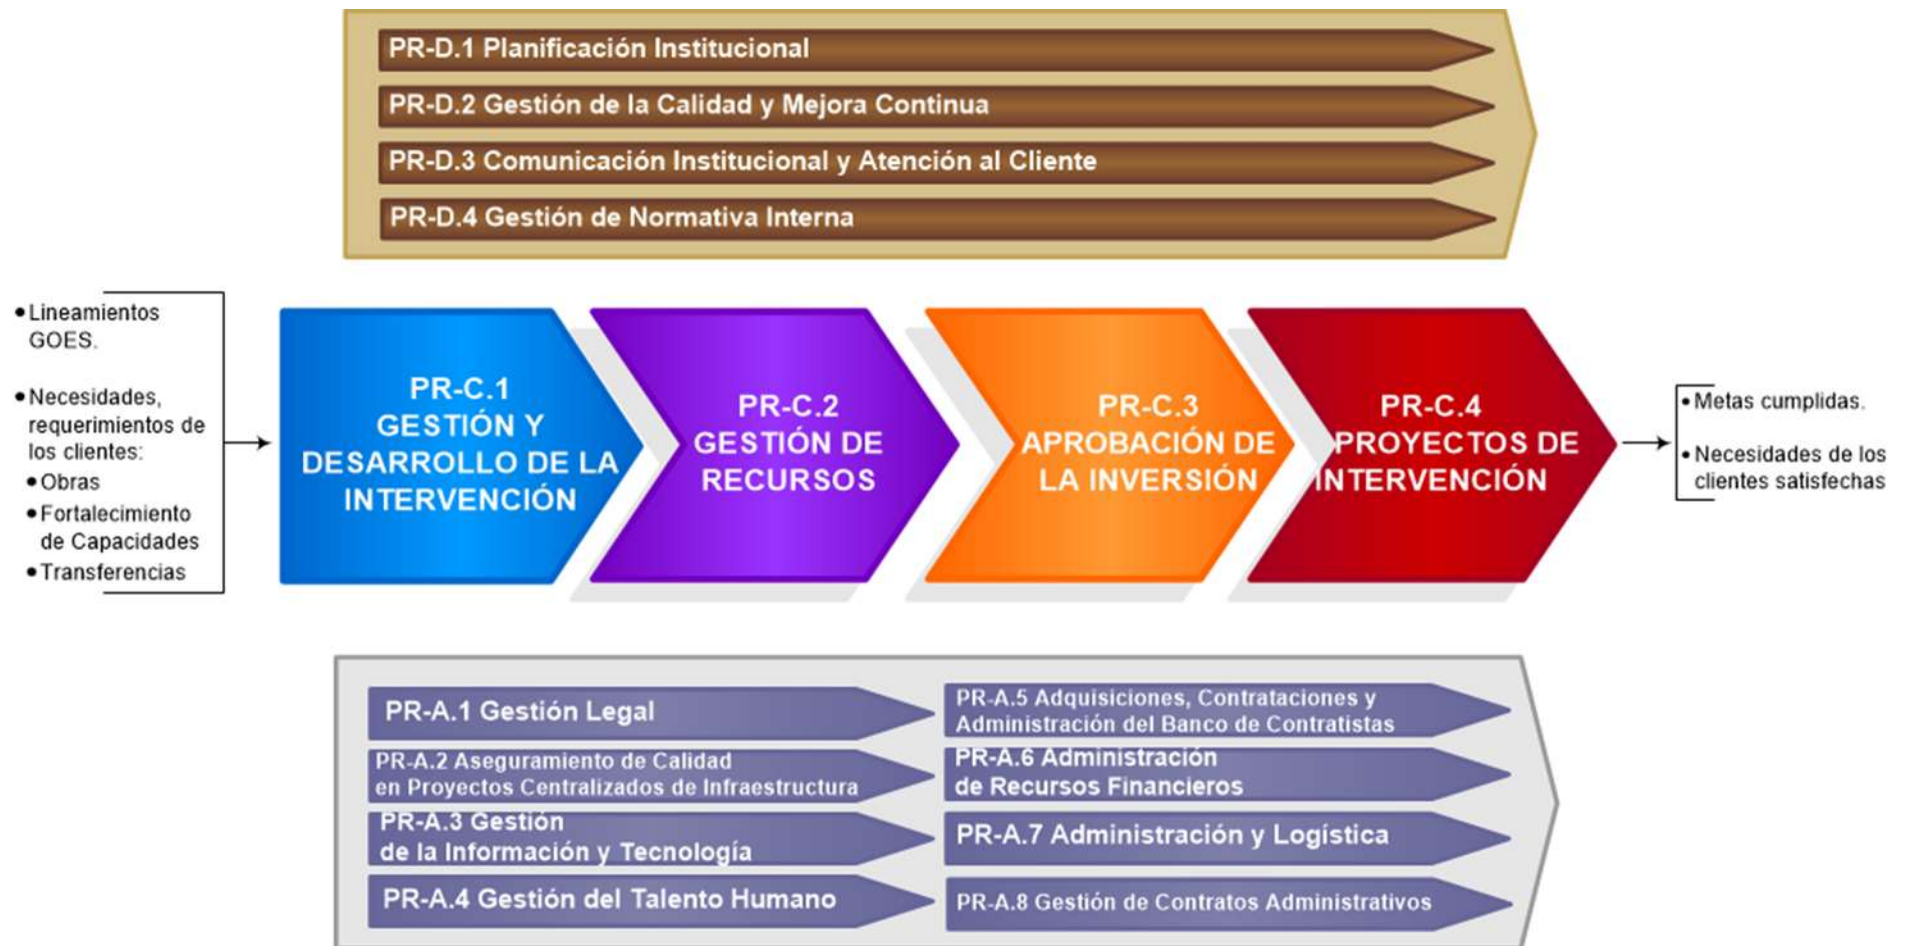 PR-D.1 Planificación Institucional
PR-D.2 Gestión de la Calidad y Mejora Continua
PR-D.3 Comunicación Institucional y Atención al Cliente
PR-D.4 Gestión de Normativa Interna
• Lineamientos
GOES.
• Necesidades,
requerimientos de
los clientes:
• Obras
• Fortalecimiento
de Capacidades
• Transferencias
PR-C.1
GESTIÓN Y
DESARROLLO DE LA
INTERVENCIÓN
PR-C.2
GESTIÓN DE
RECURSOS
PR-C.3
APROBACIÓN DE
LA INVERSIÓN
PR-C.4
PROYECTOS DE
INTERVENCIÓN
• Metas cumplidas.
• Necesidades de los
clientes satisfechas
PR-A.1 Gestión Legal
PR-A.2 Aseguramiento de Calidad
en Proyectos Centralizados de Infraestructura
PR-A.3 Gestión
de la Información y Tecnología
PR-A.4 Gestión del Talento Humano
PR-A.5 Adquisiciones, Contrataciones y
Administración del Banco de Contratistas
PR-A.6 Administración
de Recursos Financieros
PR-A.7 Administración y Logística
PR-A.8 Gestión de Contratos Administrativos